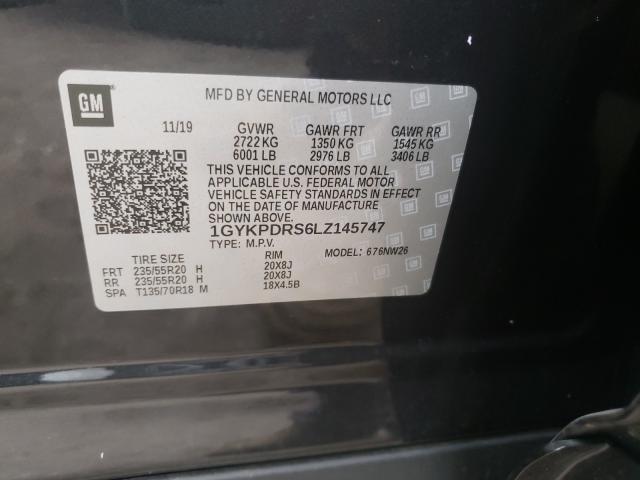 GM
MFD BY GENERAL MOTORS LLC
11/19 GVWR GAWR FRT GAWR RR
2722 KG 1350 KG 1545 KG
6001 LB 2976 LB 3406 LB
THIS VEHICLE CONFORMS TO ALL
APPLICABLE U.S. FEDERAL MOTOR
VEHICLE SAFETY STANDARDS IN EFFECT
ON THE DATE OF MANUFACTURE
SHOWN ABOVE.
1GYKPDRS6LZ145747
TYPE: M.P.V. MODEL: 676NW26
TIRE SIZE RIM
FRT 235/55R20 H 20X8J
RR 235/55R20 H 20X8J
SPA T135/70R18 M 18X4.5B